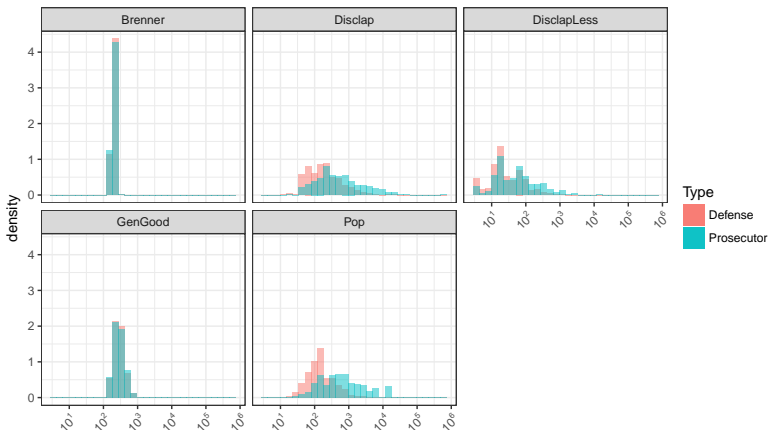 Brenner
Disclap
DisclapLess
4
3
2
1
0
10¹ 10² 10³ 10⁴ 10⁵ 10⁶
density
Type
Defense
Prosecutor
GenGood
Pop
4
3
2
1
0
10¹ 10² 10³ 10⁴ 10⁵ 10⁶
10¹ 10² 10³ 10⁴ 10⁵ 10⁶